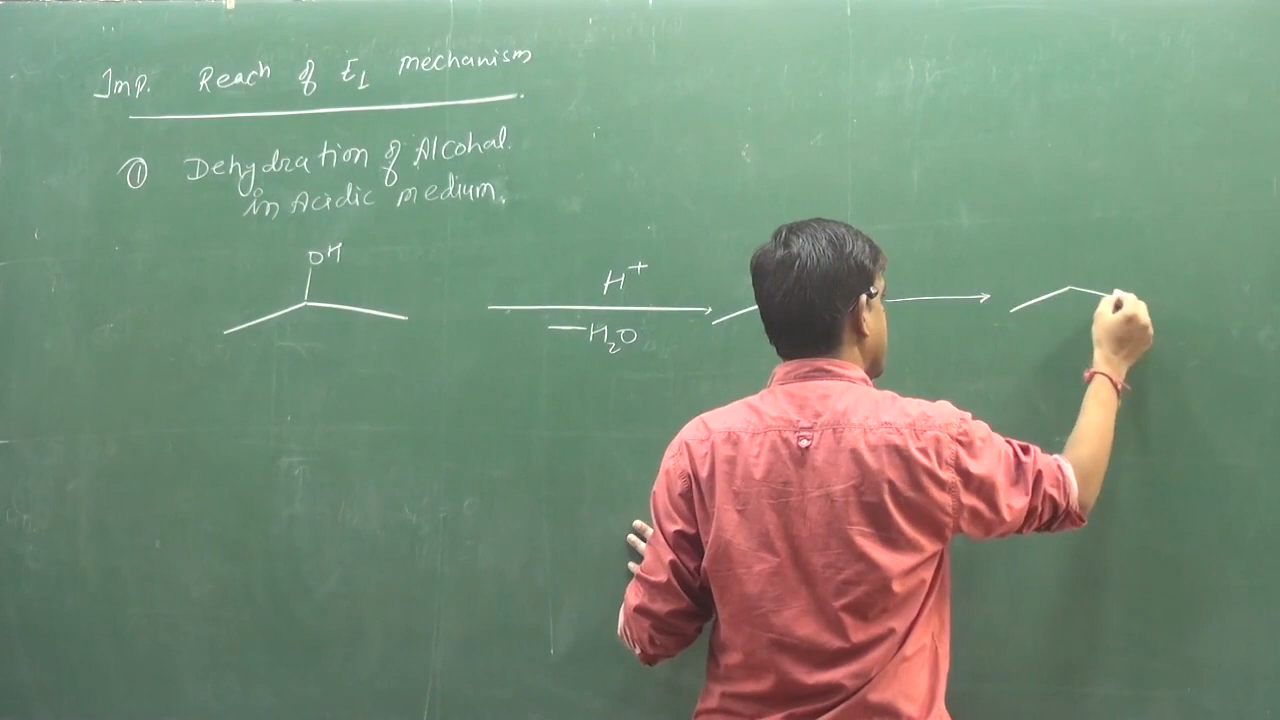 Imp. Reach of E1 mechanism
① Dehydration of Alcohal.
in Acidic medium.
OH
H+
-H2O